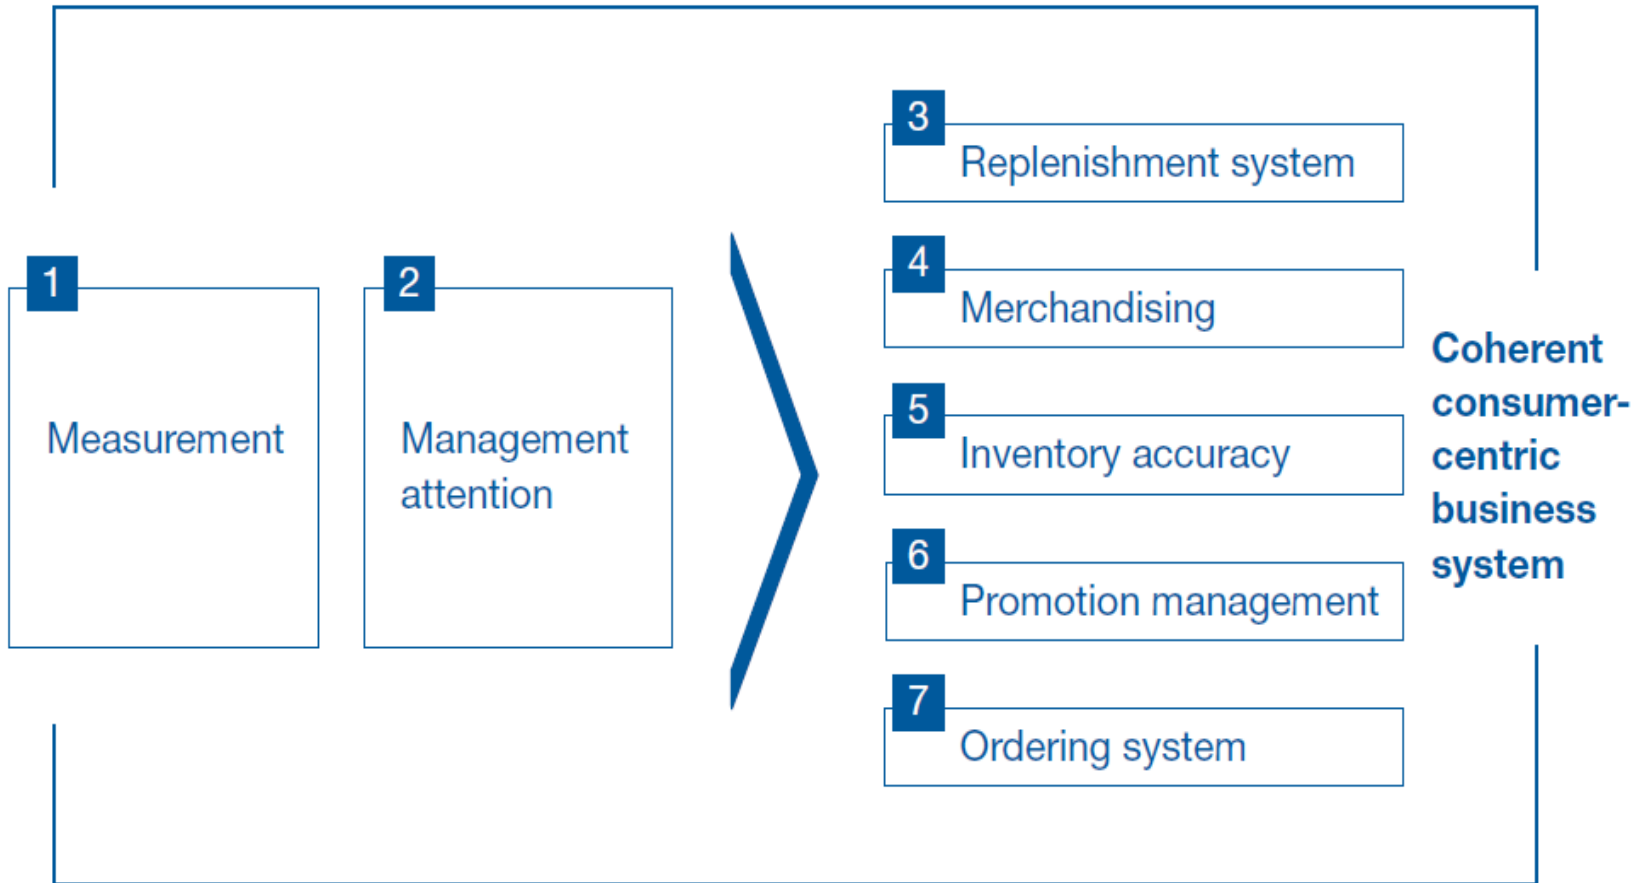 1
Measurement
2
Management
attention
3
Replenishment system
4
Merchandising
5
Inventory accuracy
6
Promotion management
7
Ordering system
Coherent
consumer-
centric
business
system